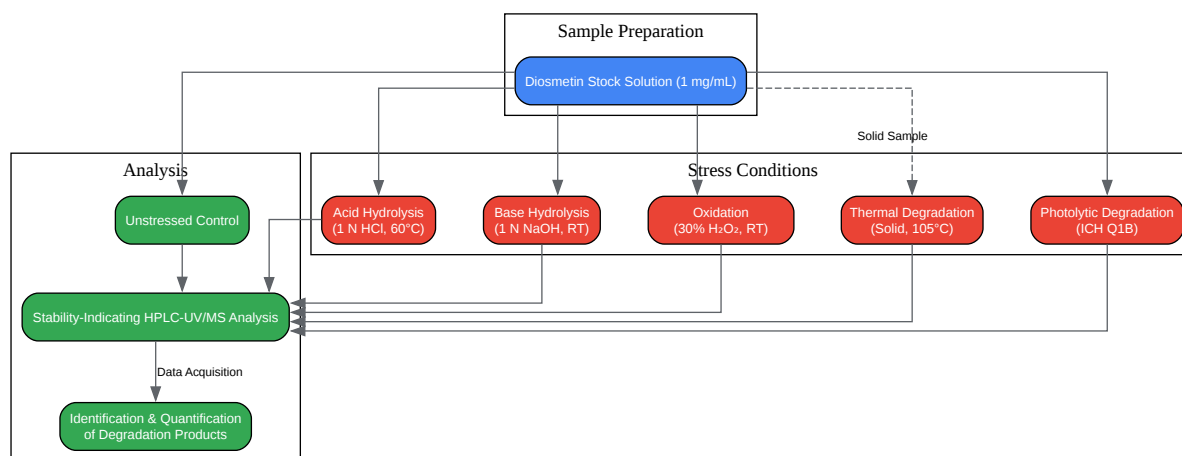 Sample Preparation
Diosmetin Stock Solution (1 mg/mL)
Solid Sample
Analysis
Stress Conditions
Unstressed Control
Acid Hydrolysis
(1 N HCl, 60°C)
Base Hydrolysis
(1 N NaOH, RT)
Oxidation
(30% H₂O₂, RT)
Thermal Degradation
(Solid, 105°C)
Photolytic Degradation
(ICH Q1B)
Stability-Indicating HPLC-UV/MS Analysis
Data Acquisition
Identification & Quantification
of Degradation Products